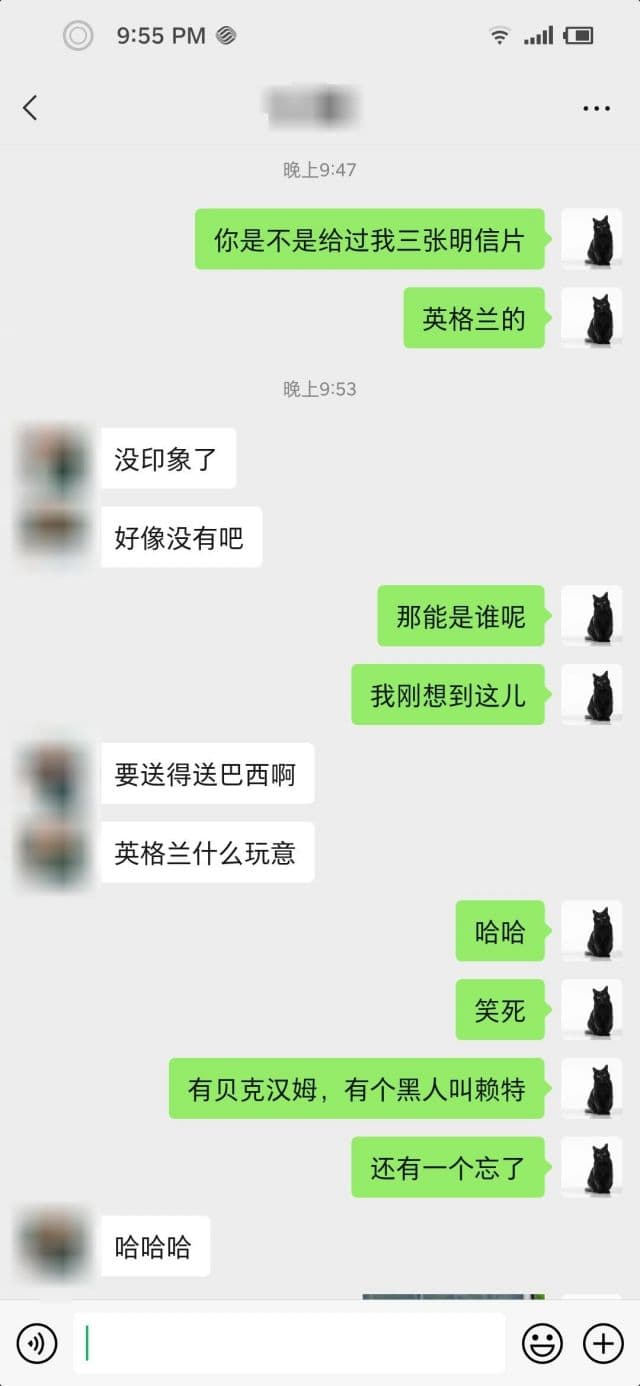 9:55 PM
晚上9:47
你是不是给过我三张明信片
英格兰的
晚上9:53
没印象了
好像没有吧
那能是谁呢
我刚想到这儿
要送得送巴西啊
英格兰什么玩意
哈哈
笑死
有贝克汉姆，有个黑人叫赖特
还有一个忘了
哈哈哈